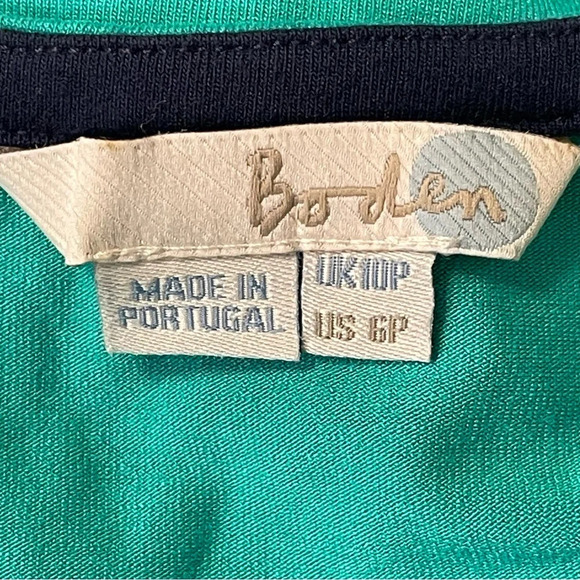 Boden
MADE IN
PORTUGAL
UK10P
US 6P